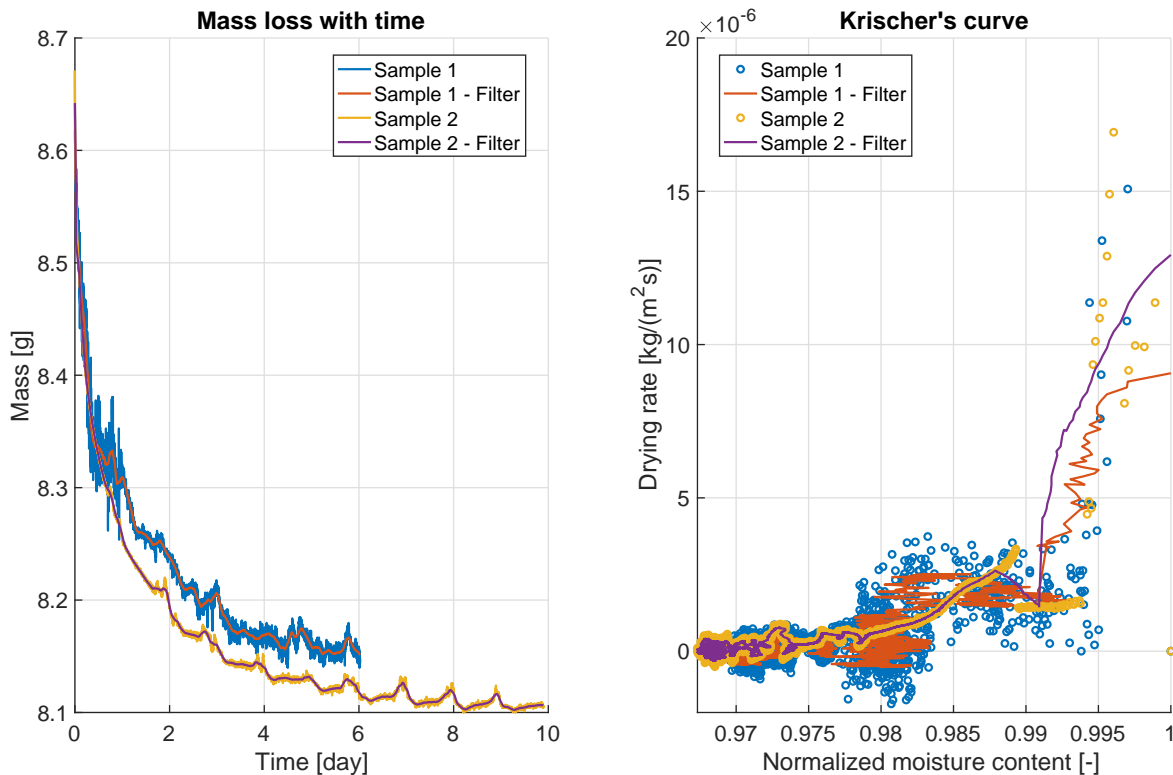 Mass loss with time
8.7
8.6
8.5
8.4
8.3
8.2
8.1
Mass [g]
0
2
4
6
8
10
Time [day]
Sample 1
Sample 1 - Filter
Sample 2
Sample 2 - Filter
Krischer's curve
×10⁻⁶
20
15
10
5
0
Drying rate [kg/(m²s)]
0.97
0.975
0.98
0.985
0.99
0.995
1
Normalized moisture content [-]
Sample 1
Sample 1 - Filter
Sample 2
Sample 2 - Filter